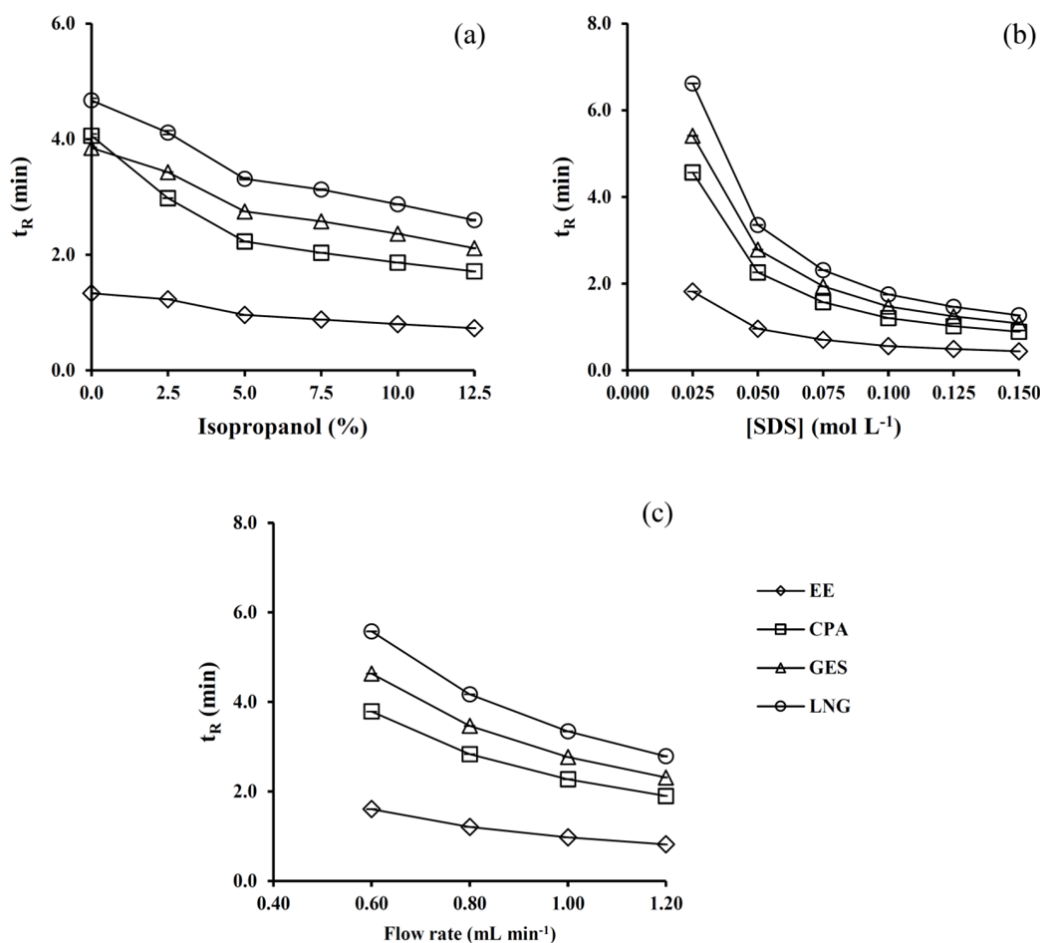 (a)
6.0
4.0
2.0
0.0
t_R (min)
0.0 2.5 5.0 7.5 10.0 12.5
Isopropanol (%)
(b)
8.0
6.0
4.0
2.0
0.0
t_R (min)
0.000 0.025 0.050 0.075 0.100 0.125 0.150
[SDS] (mol L⁻¹)
(c)
8.0
6.0
4.0
2.0
0.0
t_R (min)
0.40 0.60 0.80 1.00 1.20
Flow rate (mL min⁻¹)
EE
CPA
GES
LNG